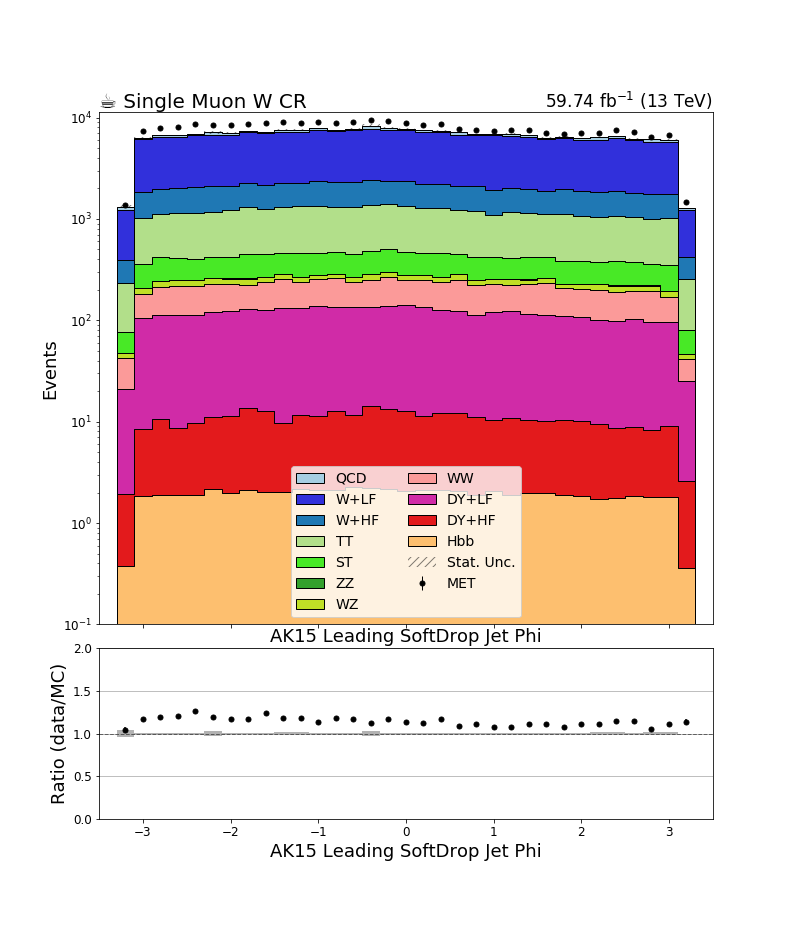 ☕ Single Muon W CR
59.74 fb⁻¹ (13 TeV)
Events
10⁴
10³
10²
10¹
10⁰
10⁻¹
QCD
W+LF
W+HF
TT
ST
ZZ
WZ
WW
DY+LF
DY+HF
Hbb
Stat. Unc.
MET
AK15 Leading SoftDrop Jet Phi
Ratio (data/MC)
2.0
1.5
1.0
0.5
0.0
−3 −2 −1 0 1 2 3
AK15 Leading SoftDrop Jet Phi